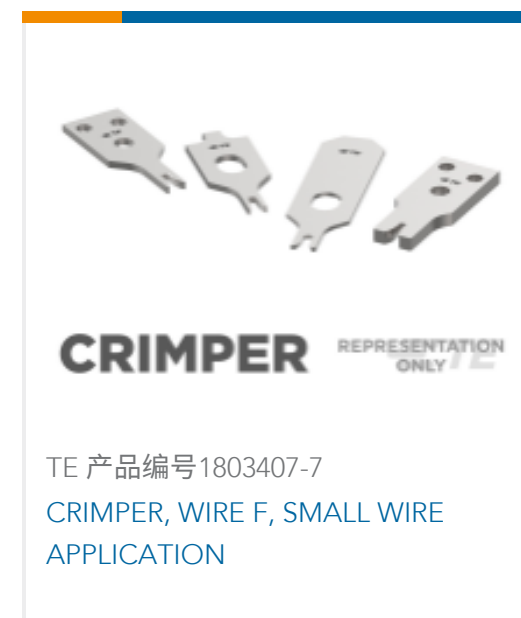 CRIMPER
REPRESENTATION
ONLY TE
TE 产品编号1803407-7
CRIMPER, WIRE F, SMALL WIRE
APPLICATION